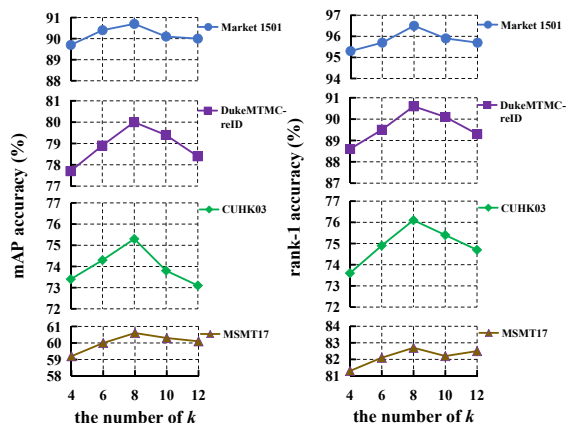 mAP accuracy (%)
91
90
89
88
Market 1501
81
80
79
78
77
DukeMTMC-
reID
76
75
74
73
72
CUHK03
61
60
59
58
MSMT17
4 6 8 10 12
the number of k
rank-1 accuracy (%)
97
96
95
94
Market 1501
91
90
89
88
87
DukeMTMC-
reID
77
76
75
74
73
72
CUHK03
84
83
82
81
MSMT17
4 6 8 10 12
the number of k